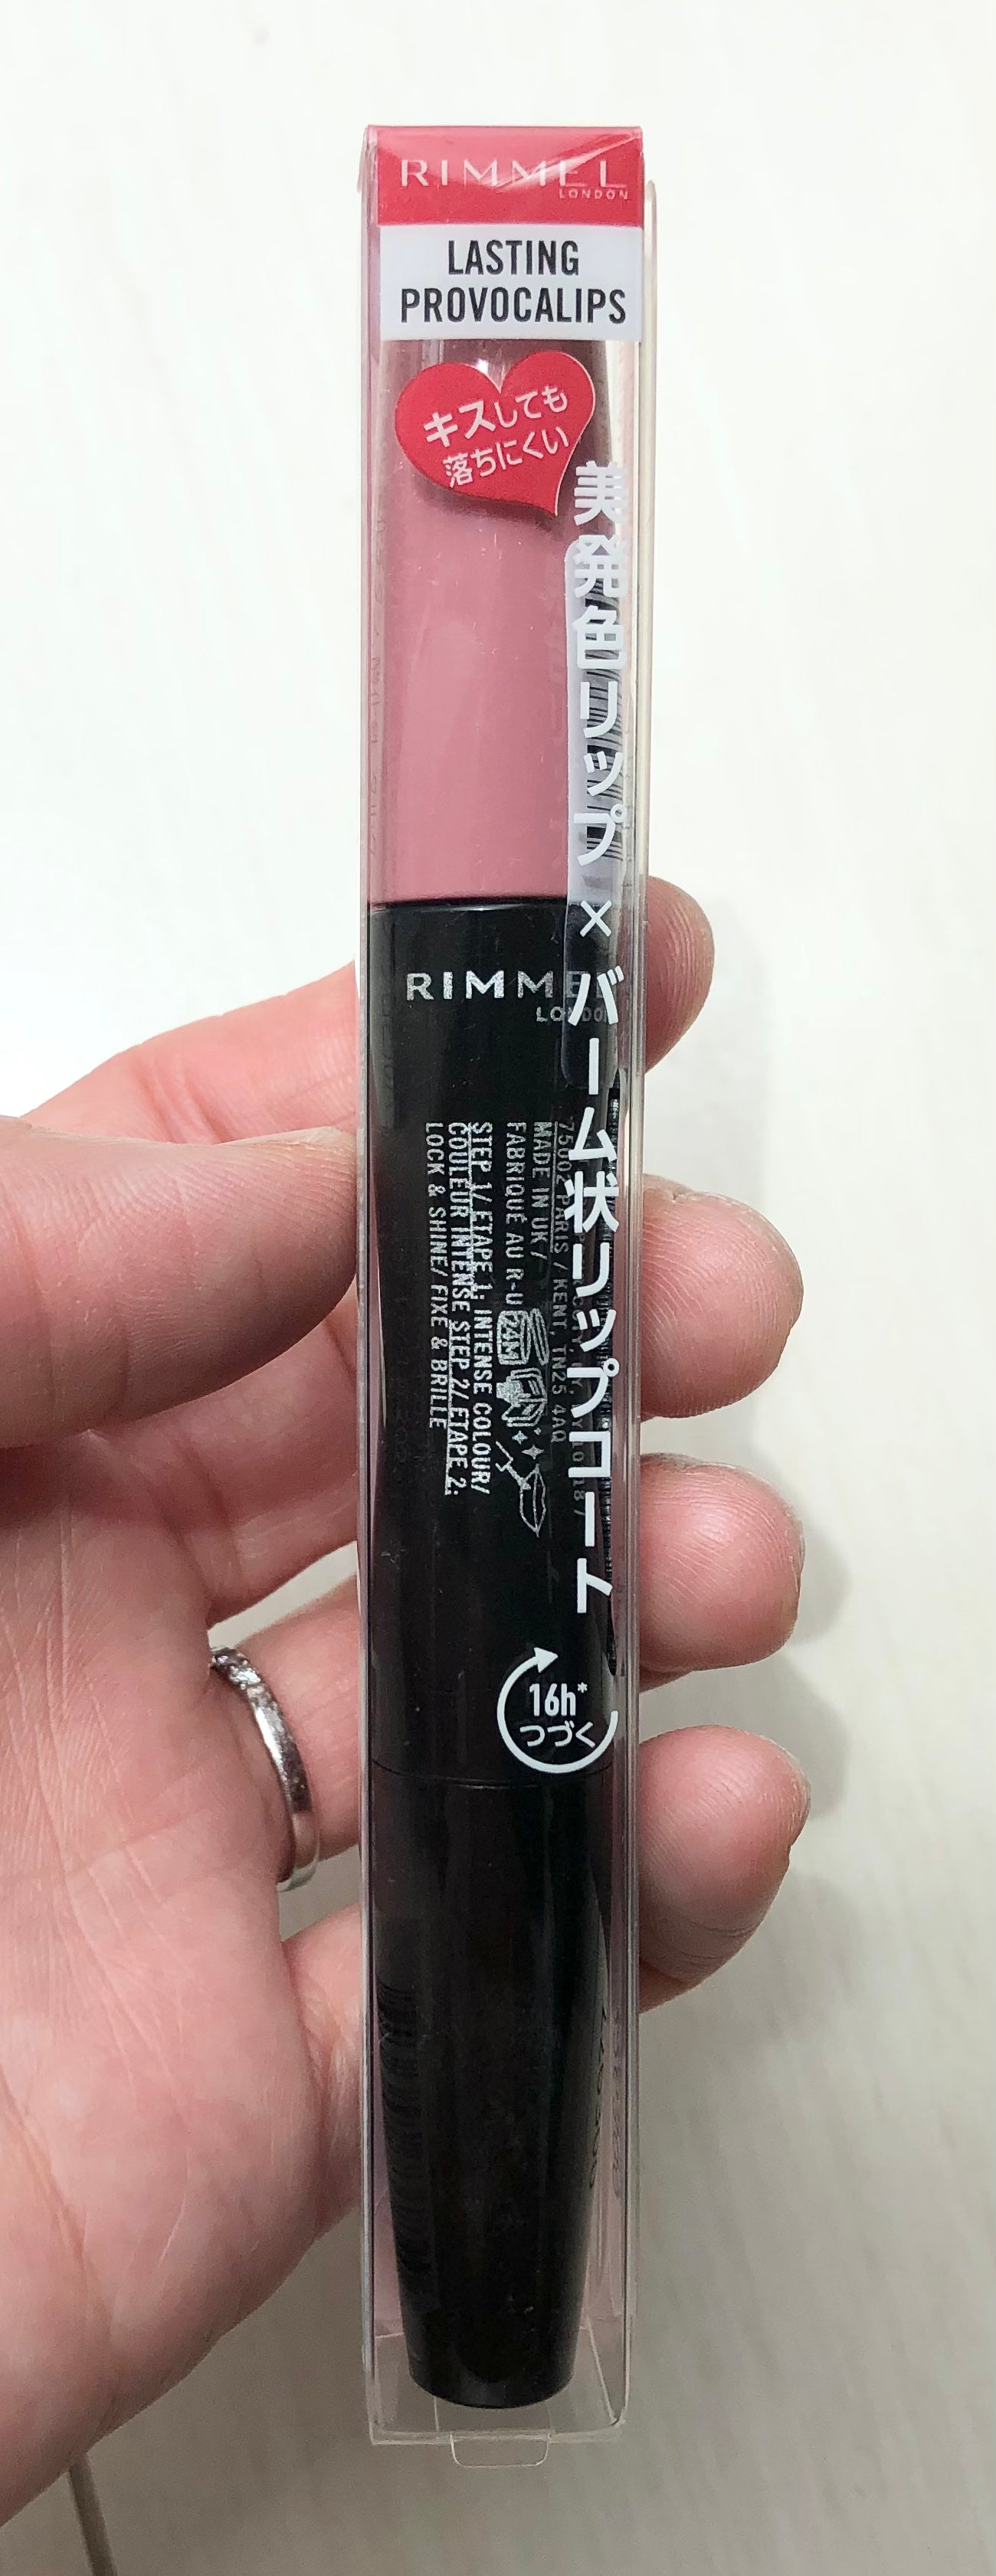 RIMMEL
LONDON
LASTING
PROVOCALIPS
キスしても
落ちにくい
美発色リップ×バーム状リップコート
RIMMEL
LONDON
75002 PARIS / KENT, TN25 4AQ
MADE IN UK /
FABRIQUÉ AU R-U
24M
STEP 1/ ETAPE 1: INTENSE COLOUR/
COULEUR INTENSE STEP 2/ ETAPE 2:
LOCK & SHINE/ FIXE & BRILLE
16h*
つづく